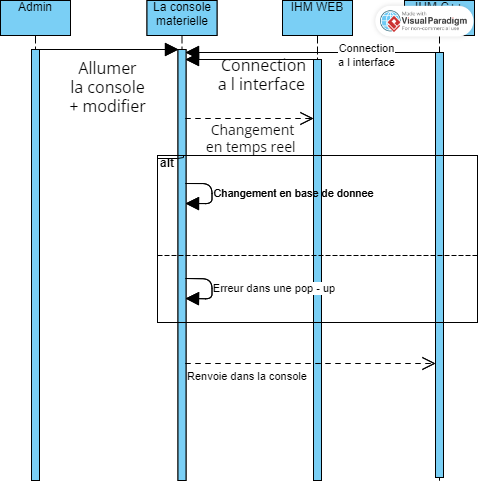 Admin
La console
materielle
IHM WEB
IHM C++
Made with
VisualParadigm
For non-commercial use
Connection
a l interface
Allumer
la console
+ modifier
Connection
a l interface
Changement
en temps reel
alt
Changement en base de donnee
Erreur dans une pop - up
Renvoie dans la console